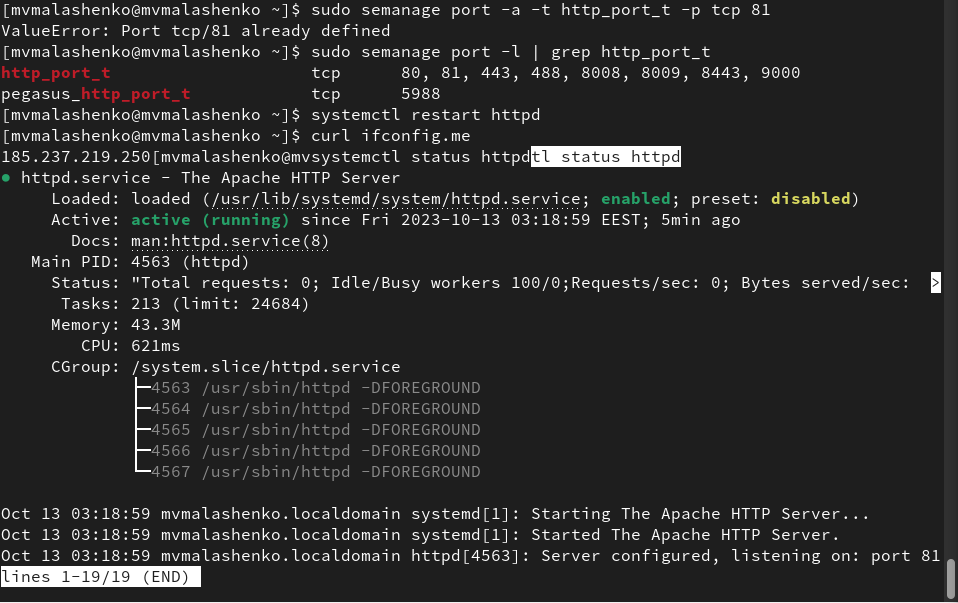 [mvmalashenko@mvmalashenko ~]$ sudo semanage port -a -t http_port_t -p tcp 81
ValueError: Port tcp/81 already defined
[mvmalashenko@mvmalashenko ~]$ sudo semanage port -l | grep http_port_t
http_port_t                    tcp      80, 81, 443, 488, 8008, 8009, 8443, 9000
pegasus_http_port_t            tcp      5988
[mvmalashenko@mvmalashenko ~]$ systemctl restart httpd
[mvmalashenko@mvmalashenko ~]$ curl ifconfig.me
185.237.219.250[mvmalashenko@mvsystemctl status httpdtl status httpd
● httpd.service - The Apache HTTP Server
     Loaded: loaded (/usr/lib/systemd/system/httpd.service; enabled; preset: disabled)
     Active: active (running) since Fri 2023-10-13 03:18:59 EEST; 5min ago
       Docs: man:httpd.service(8)
   Main PID: 4563 (httpd)
     Status: "Total requests: 0; Idle/Busy workers 100/0;Requests/sec: 0; Bytes served/sec:  >
      Tasks: 213 (limit: 24684)
     Memory: 43.3M
        CPU: 621ms
     CGroup: /system.slice/httpd.service
             ├─4563 /usr/sbin/httpd -DFOREGROUND
             ├─4564 /usr/sbin/httpd -DFOREGROUND
             ├─4565 /usr/sbin/httpd -DFOREGROUND
             ├─4566 /usr/sbin/httpd -DFOREGROUND
             └─4567 /usr/sbin/httpd -DFOREGROUND

Oct 13 03:18:59 mvmalashenko.localdomain systemd[1]: Starting The Apache HTTP Server...
Oct 13 03:18:59 mvmalashenko.localdomain systemd[1]: Started The Apache HTTP Server.
Oct 13 03:18:59 mvmalashenko.localdomain httpd[4563]: Server configured, listening on: port 81
lines 1-19/19 (END)